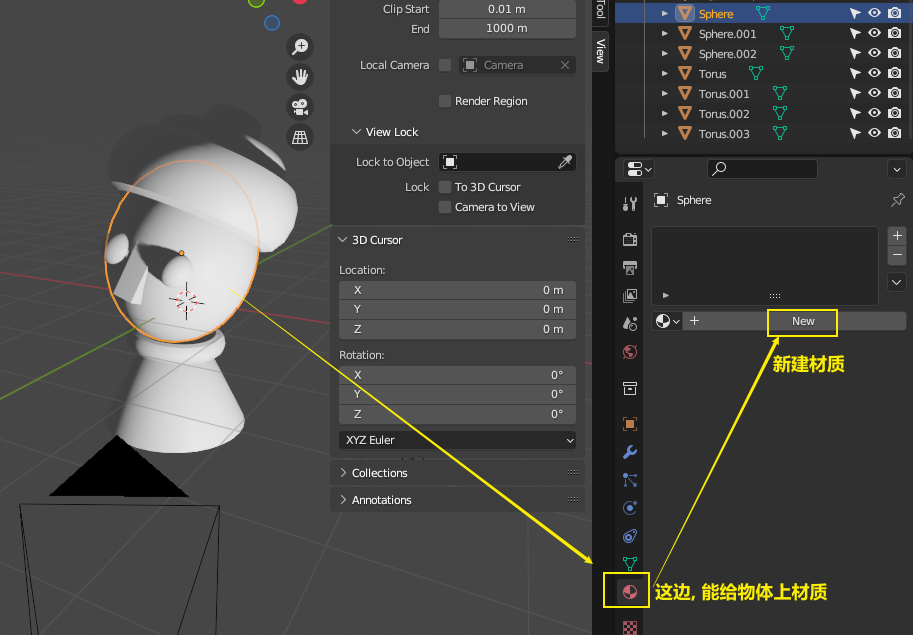 Clip Start 0.01 m
End 1000 m
Local Camera Camera
Render Region
View Lock
Lock to Object
Lock To 3D Cursor
Camera to View
3D Cursor
Location:
X 0 m
Y 0 m
Z 0 m
Rotation:
X 0°
Y 0°
Z 0°
XYZ Euler
Collections
Annotations
Tool
View
Sphere
Sphere.001
Sphere.002
Torus
Torus.001
Torus.002
Torus.003
Sphere
New
新建材质
这边, 能给物体上材质